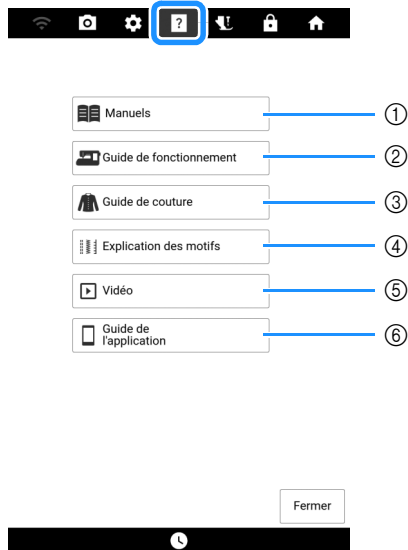 ?
Manuels
①
Guide de fonctionnement
②
Guide de couture
③
Explication des motifs
④
Vidéo
⑤
Guide de
l'application
⑥
Fermer